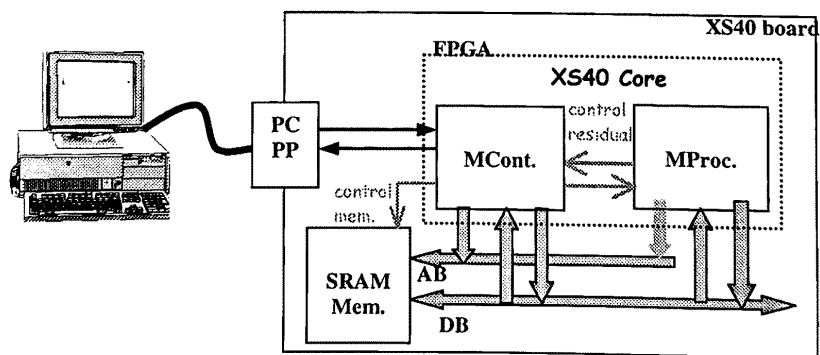 XS40 board
FPGA
XS40 Core
PC
PP
control
residual
MCont.
MProc.
control
mem.
SRAM
Mem.
AB
DB